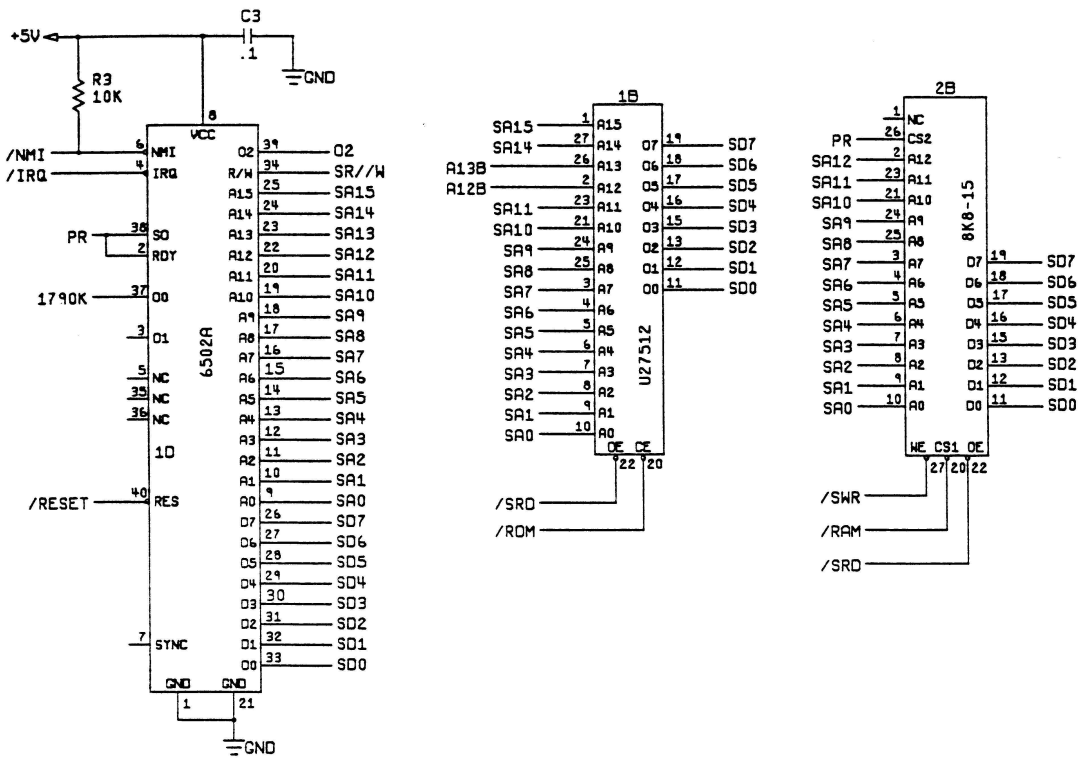 +5V
C3
.1
GND
R3
10K
8
VCC
/NMI 6 NMI
/IRQ 4 IRQ
PR 38 SO
2 RDY
1790K 37 O0
3 O1
5 NC
35 NC
36 NC
1D
6502A
/RESET 40 RES
7 SYNC
GND GND
1 21
GND
O2 39 O2
R/W 34 SR//W
A15 25 SA15
A14 24 SA14
A13 23 SA13
A12 22 SA12
A11 20 SA11
A10 19 SA10
A9 18 SA9
A8 17 SA8
A7 16 SA7
A6 15 SA6
A5 14 SA5
A4 13 SA4
A3 12 SA3
A2 11 SA2
A1 10 SA1
A0 9 SA0
D7 26 SD7
D6 27 SD6
D5 28 SD5
D4 29 SD4
D3 30 SD3
D2 31 SD2
D1 32 SD1
D0 33 SD0
1B
SA15 1 A15
SA14 27 A14
A13B 26 A13
A12B 2 A12
SA11 23 A11
SA10 21 A10
SA9 24 A9
SA8 25 A8
SA7 3 A7
SA6 4 A6
SA5 5 A5
SA4 6 A4
SA3 7 A3
SA2 8 A2
SA1 9 A1
SA0 10 A0
O7 19 SD7
O6 18 SD6
O5 17 SD5
O4 16 SD4
O3 15 SD3
O2 13 SD2
O1 12 SD1
O0 11 SD0
U27512
OE CE
22 20
/SRD
/ROM
2B
1 NC
PR 26 CS2
SA12 2 A12
SA11 23 A11
SA10 21 A10
SA9 24 A9
SA8 25 A8
SA7 3 A7
SA6 4 A6
SA5 5 A5
SA4 6 A4
SA3 7 A3
SA2 8 A2
SA1 9 A1
SA0 10 A0
8K8-15
D7 19 SD7
D6 18 SD6
D5 17 SD5
D4 16 SD4
D3 15 SD3
D2 13 SD2
D1 12 SD1
D0 11 SD0
WE CS1 OE
27 20 22
/SWR
/RAM
/SRD